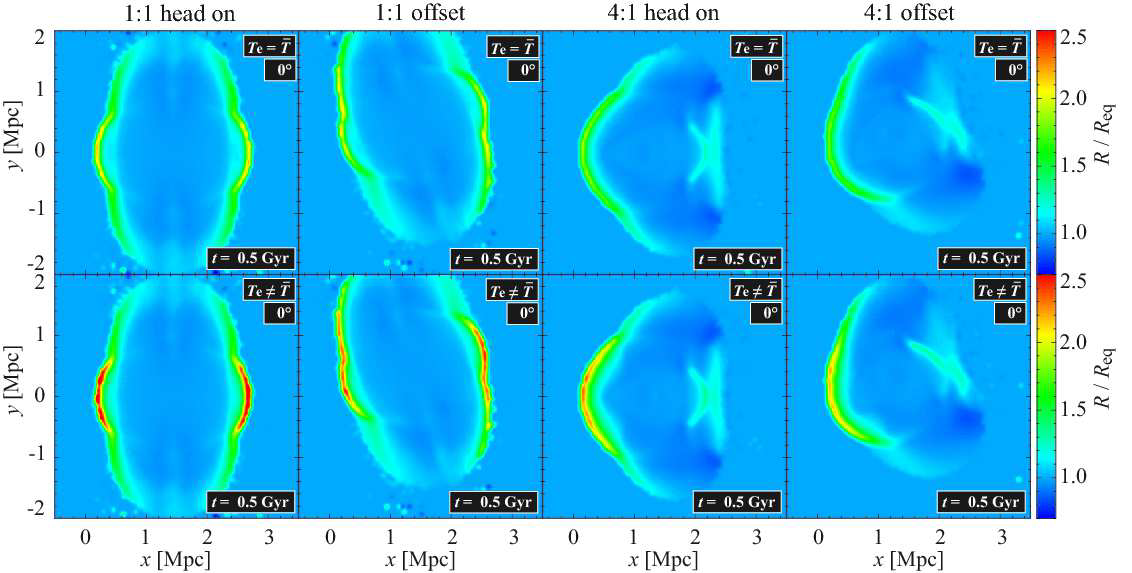 1:1 head on 1:1 offset 4:1 head on 4:1 offset
2 Te = T̅ Te = T̅ Te = T̅ Te = T̅ 2.5
0° 0° 0° 0°
1 2.0
y [Mpc] 0 1.5 R / Req
-1 1.0
-2 t = 0.5 Gyr t = 0.5 Gyr t = 0.5 Gyr t = 0.5 Gyr
2 Te ≠ T̅ Te ≠ T̅ Te ≠ T̅ Te ≠ T̅ 2.5
0° 0° 0° 0°
1 2.0
y [Mpc] 0 1.5 R / Req
-1 1.0
-2 t = 0.5 Gyr t = 0.5 Gyr t = 0.5 Gyr t = 0.5 Gyr
0 1 2 3 0 1 2 3 0 1 2 3 0 1 2 3
x [Mpc] x [Mpc] x [Mpc] x [Mpc]